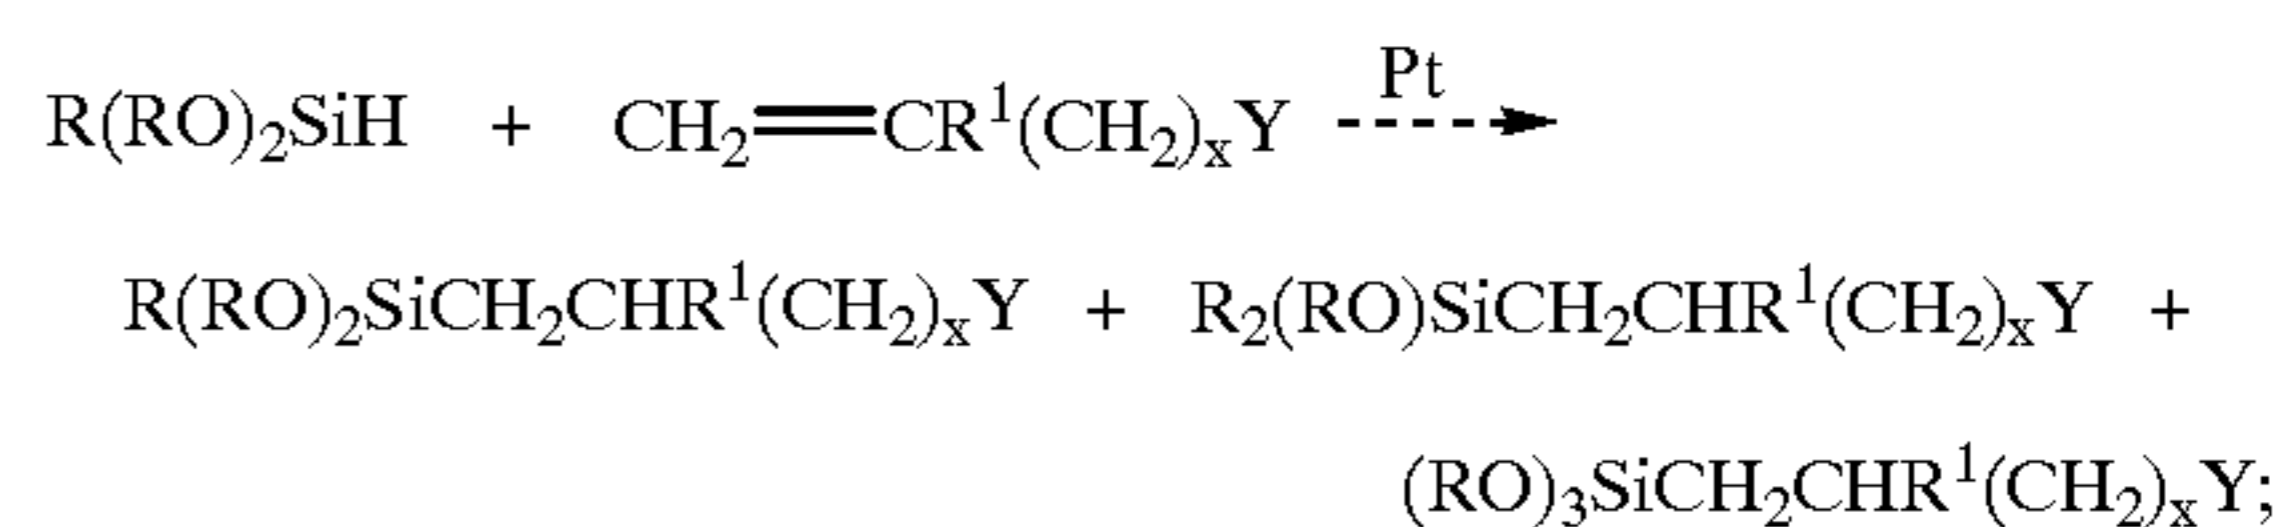 Pt
R(RO)₂SiH + CH₂=CR¹(CH₂)ₓY
R(RO)₂SiCH₂CHR¹(CH₂)ₓY + R₂(RO)SiCH₂CHR¹(CH₂)ₓY +
(RO)₃SiCH₂CHR¹(CH₂)ₓY;